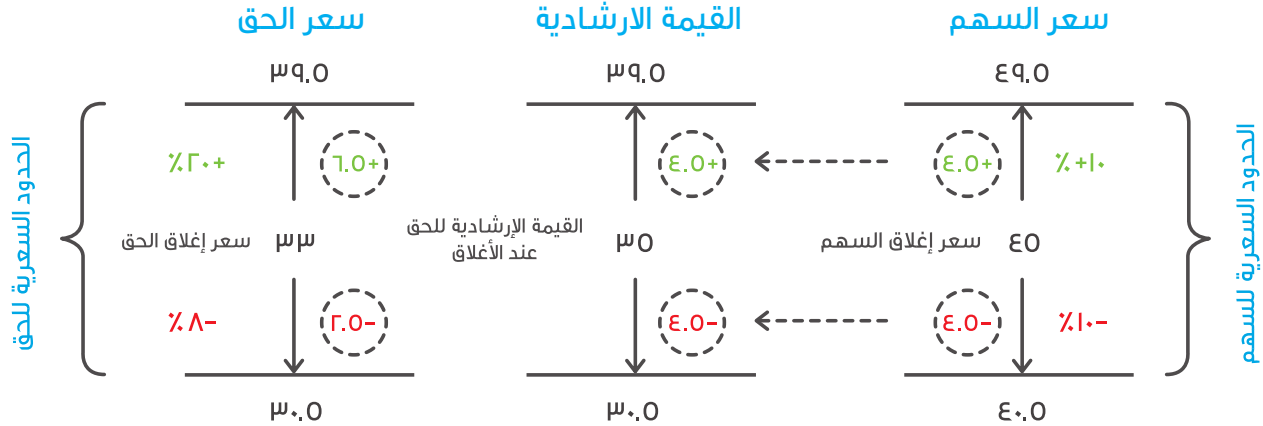 سعر السهم
القيمة الارشادية
سعر الحق
٤٩.٥
٣٩.٥
٣٩.٥
الحدود السعرية للسهم
٪+١٠
+٤.٥
+٤.٥
+٦.٥
٪٢٠+
٤٥
سعر إغلاق السهم
٣٥
القيمة الإرشادية للحق
عند الأغلاق
٣٣
سعر إغلاق الحق
٪١٠-
-٤.٥
-٤.٥
-٢.٥
٪٨-
٤٠.٥
٣٠.٥
٣٠.٥
الحدود السعرية للحق